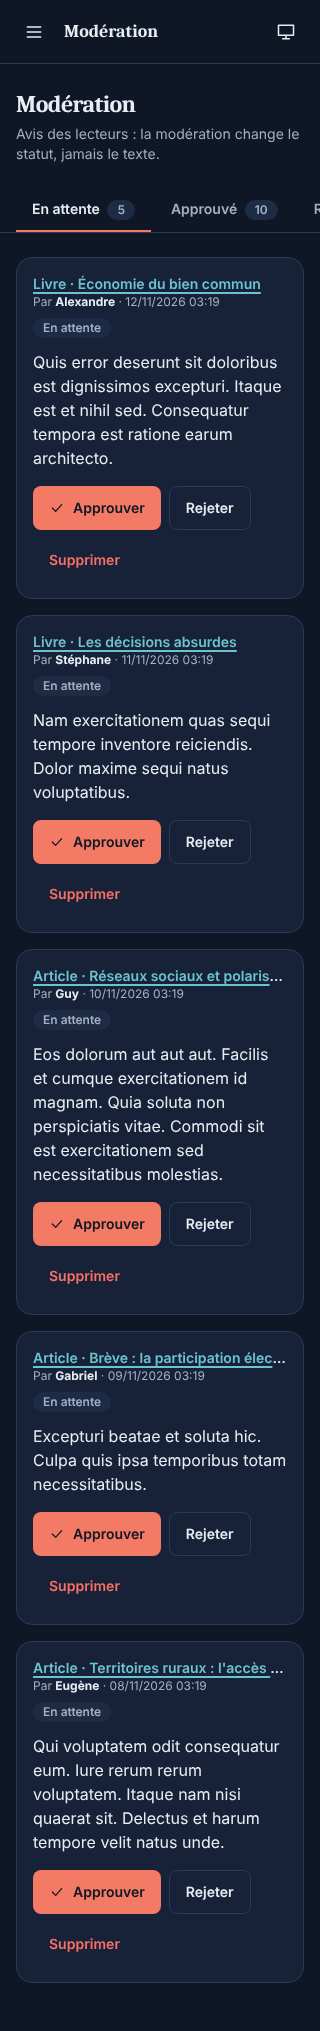 Modération
Modération
Avis des lecteurs : la modération change le
statut, jamais le texte.
En attente 5 Approuvé 10 R
Livre · Économie du bien commun
Par Alexandre · 12/11/2026 03:19
En attente
Quis error deserunt sit doloribus
est dignissimos excepturi. Itaque
est et nihil sed. Consequatur
tempora est ratione earum
architecto.
Approuver Rejeter
Supprimer
Livre · Les décisions absurdes
Par Stéphane · 11/11/2026 03:19
En attente
Nam exercitationem quas sequi
tempore inventore reiciendis.
Dolor maxime sequi natus
voluptatibus.
Approuver Rejeter
Supprimer
Article · Réseaux sociaux et polaris...
Par Guy · 10/11/2026 03:19
En attente
Eos dolorum aut aut aut. Facilis
et cumque exercitationem id
magnam. Quia soluta non
perspiciatis vitae. Commodi sit
est exercitationem sed
necessitatibus molestias.
Approuver Rejeter
Supprimer
Article · Brève : la participation élec...
Par Gabriel · 09/11/2026 03:19
En attente
Excepturi beatae et soluta hic.
Culpa quis ipsa temporibus totam
necessitatibus.
Approuver Rejeter
Supprimer
Article · Territoires ruraux : l'accès ...
Par Eugène · 08/11/2026 03:19
En attente
Qui voluptatem odit consequatur
eum. Iure rerum rerum
voluptatem. Itaque nam nisi
quaerat sit. Delectus et harum
tempore velit natus unde.
Approuver Rejeter
Supprimer